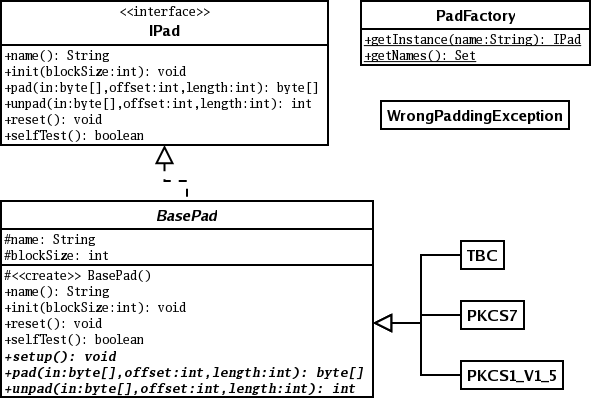 <<interface>>
IPad
+name(): String
+init(blockSize:int): void
+pad(in:byte[],offset:int,length:int): byte[]
+unpad(in:byte[],offset:int,length:int): int
+reset(): void
+selfTest(): boolean
PadFactory
+getInstance(name:String): IPad
+getNames(): Set
WrongPaddingException
BasePad
#name: String
#blockSize: int
#<<create>> BasePad()
+name(): String
+init(blockSize:int): void
+reset(): void
+selfTest(): boolean
+setup(): void
+pad(in:byte[],offset:int,length:int): byte[]
+unpad(in:byte[],offset:int,length:int): int
TBC
PKCS7
PKCS1_V1_5